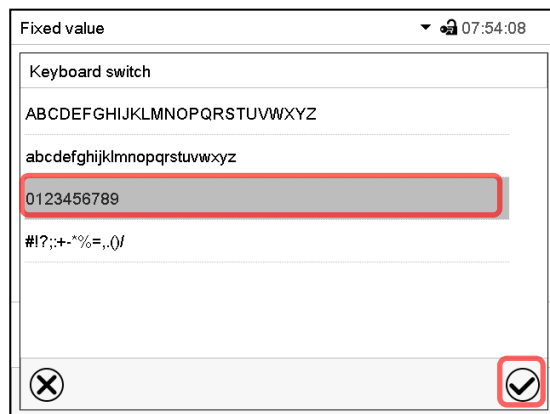 Fixed value 07:54:08
Keyboard switch
ABCDEFGHIJKLMNOPQRSTUVWXYZ
abcdefghijklmnopqrstuvwxyz
0123456789
#!?;:+-*%=,.()/